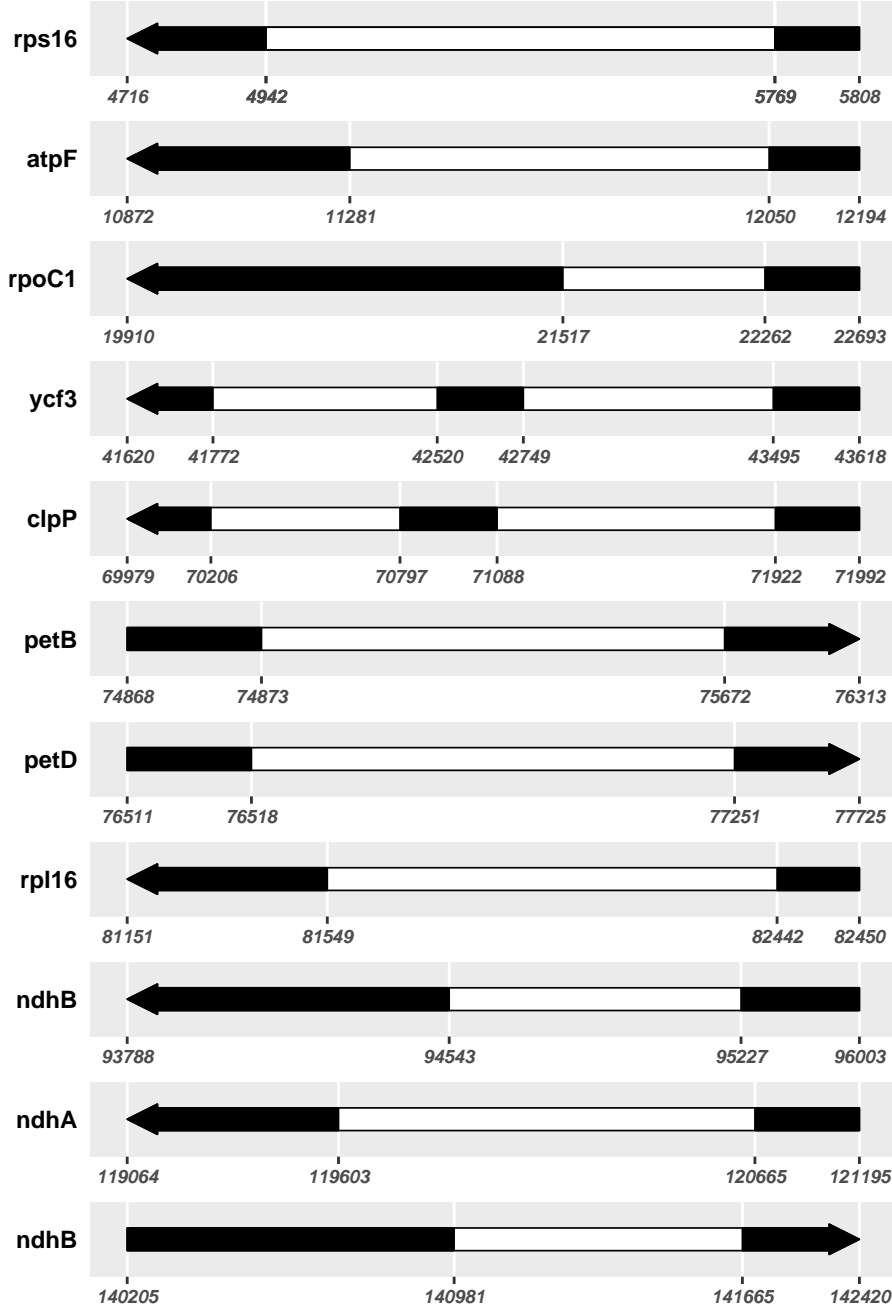 rps16
4716 4942 5769 5808
atpF
10872 11281 12050 12194
rpoC1
19910 21517 22262 22693
ycf3
41620 41772 42520 42749 43495 43618
clpP
69979 70206 70797 71088 71922 71992
petB
74868 74873 75672 76313
petD
76511 76518 77251 77725
rpl16
81151 81549 82442 82450
ndhB
93788 94543 95227 96003
ndhA
119064 119603 120665 121195
ndhB
140205 140981 141665 142420